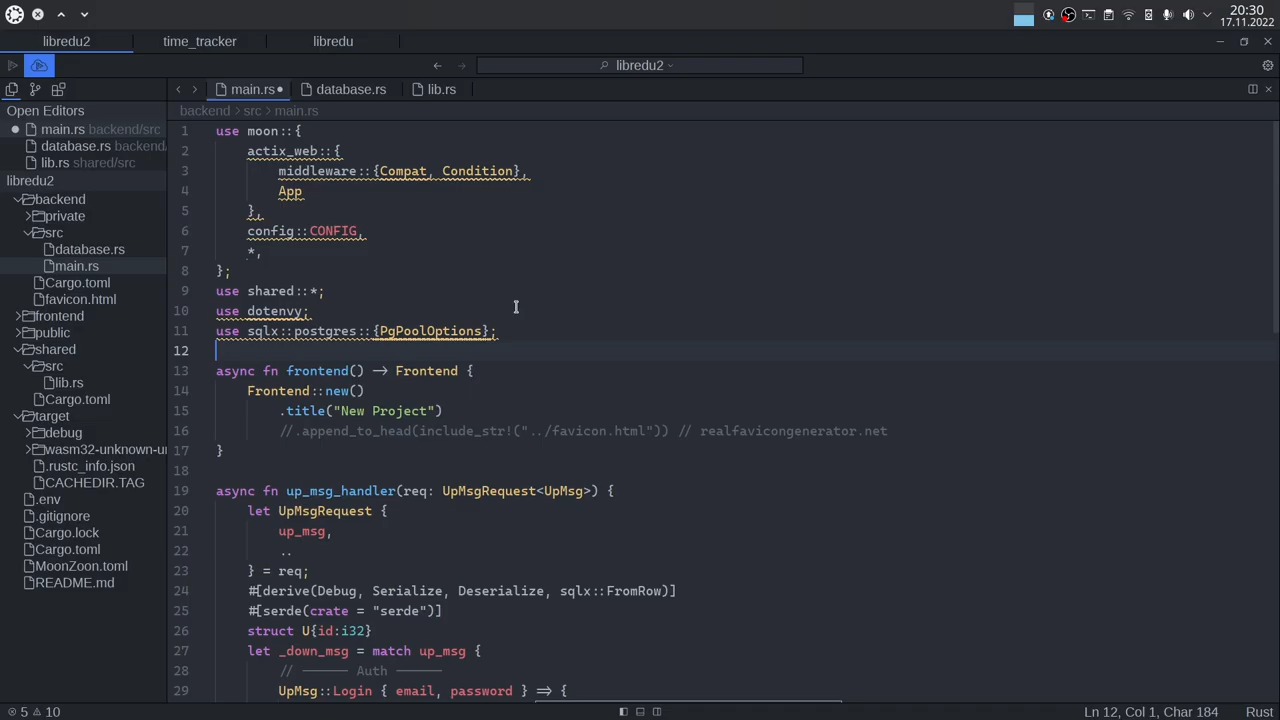 20:30
17.11.2022
libredu2
time_tracker
libredu
libredu2
main.rs
database.rs
lib.rs
Open Editors
main.rs backend/src
database.rs backend/
lib.rs shared/src
libredu2
backend
private
src
database.rs
main.rs
Cargo.toml
favicon.html
frontend
public
shared
src
lib.rs
Cargo.toml
target
debug
wasm32-unknown-un
.rustc_info.json
CACHEDIR.TAG
.env
.gitignore
Cargo.lock
Cargo.toml
MoonZoon.toml
README.md
backend › src › main.rs
1 use moon::{
2 actix_web::{
3 middleware::{Compat, Condition},
4 App
5 },
6 config::CONFIG,
7 *,
8 };
9 use shared::*;
10 use dotenvy;
11 use sqlx::postgres::{PgPoolOptions};
12
13 async fn frontend() -> Frontend {
14 Frontend::new()
15 .title("New Project")
16 //.append_to_head(include_str!("../favicon.html")) // realfavicongenerator.net
17 }
18
19 async fn up_msg_handler(req: UpMsgRequest<UpMsg>) {
20 let UpMsgRequest {
21 up_msg,
22 ..
23 } = req;
24 #[derive(Debug, Serialize, Deserialize, sqlx::FromRow)]
25 #[serde(crate = "serde")]
26 struct U{id:i32}
27 let _down_msg = match up_msg {
28 // ------ Auth ------
29 UpMsg::Login { email, password } => {
5 10
Ln 12, Col 1, Char 184
Rust